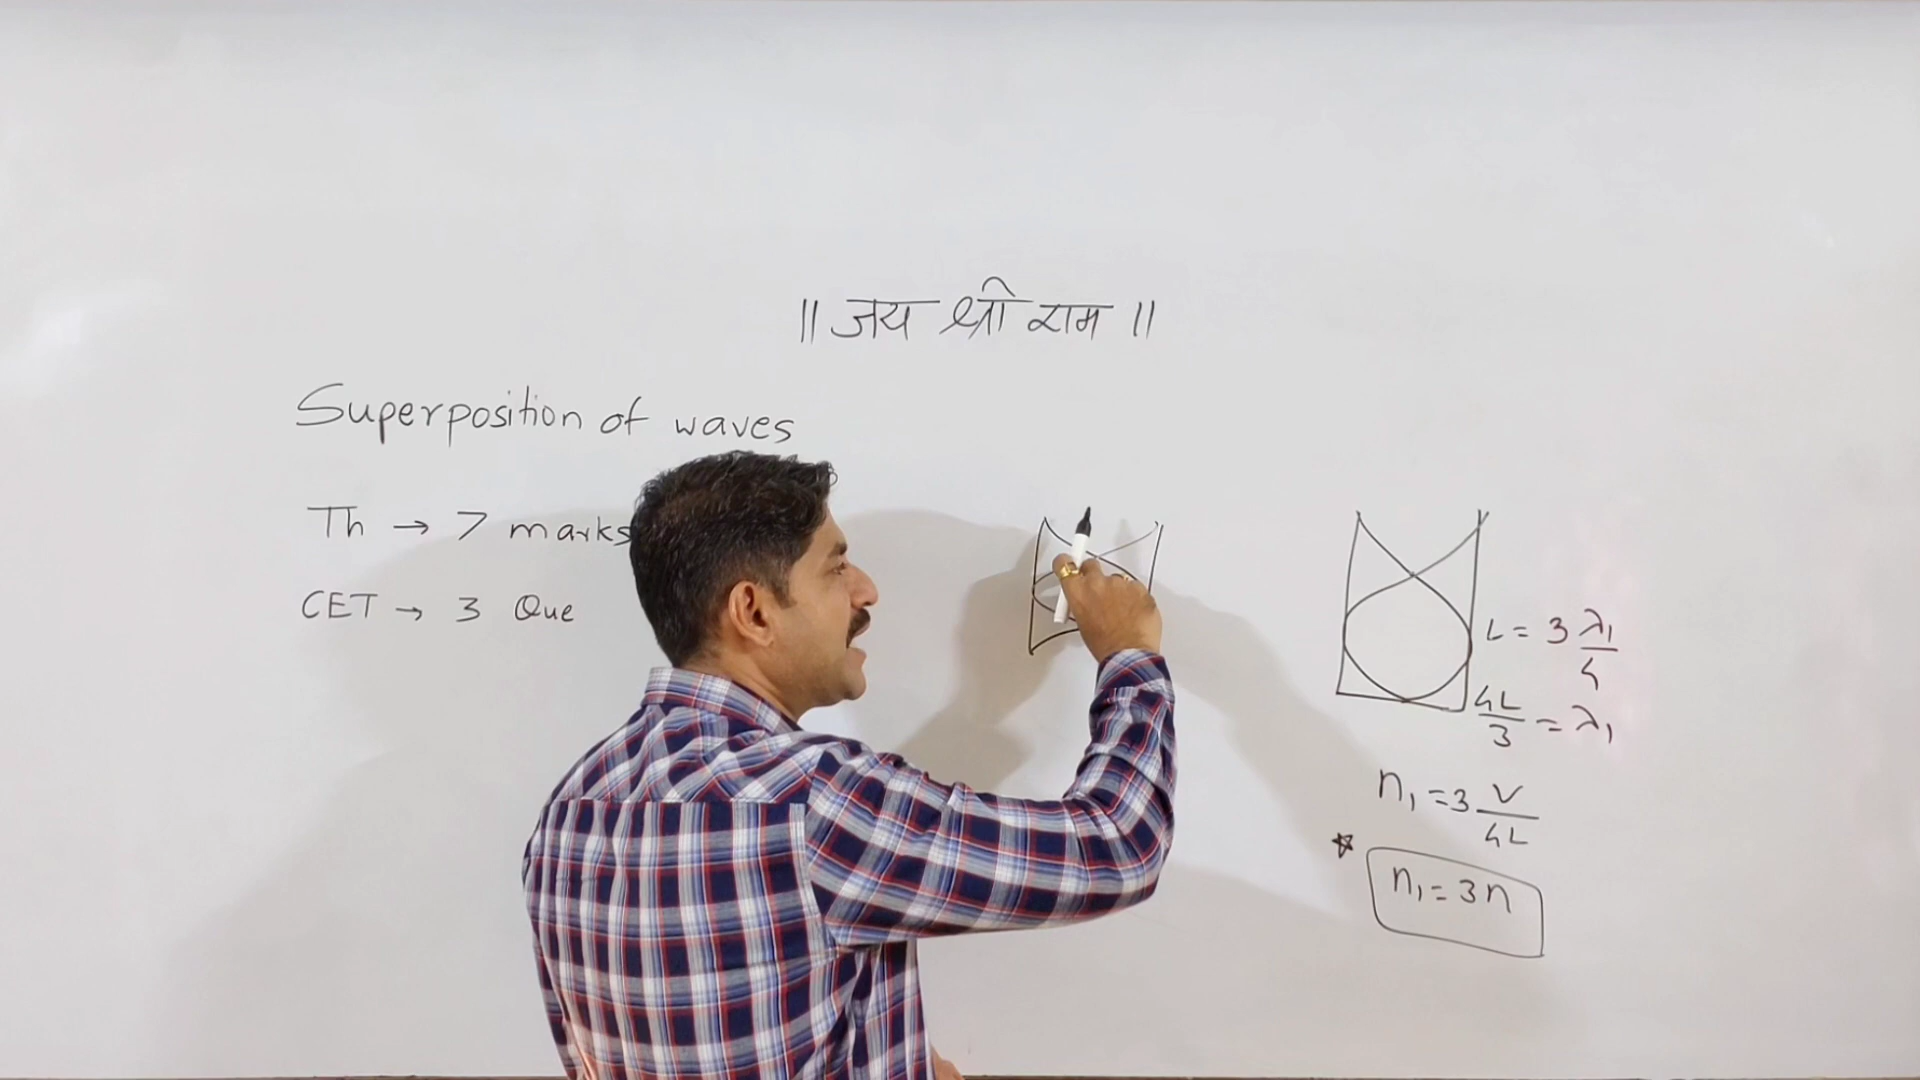 || जय श्री राम ||
Superposition of waves
Th → 7 marks
CET → 3 Que
L = 3 λ₁/4
4L/3 = λ₁
n₁ = 3 V/4L
☆ n₁ = 3n